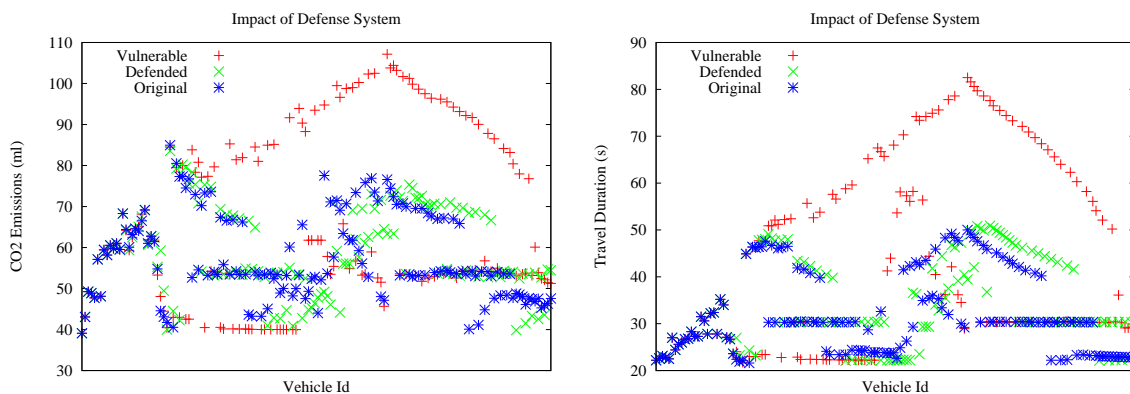 Impact of Defense System
110
100
90
80
70
60
50
40
30
CO2 Emissions (ml)
Vulnerable
Defended
Original
Vehicle Id
Impact of Defense System
90
80
70
60
50
40
30
20
Travel Duration (s)
Vulnerable
Defended
Original
Vehicle Id